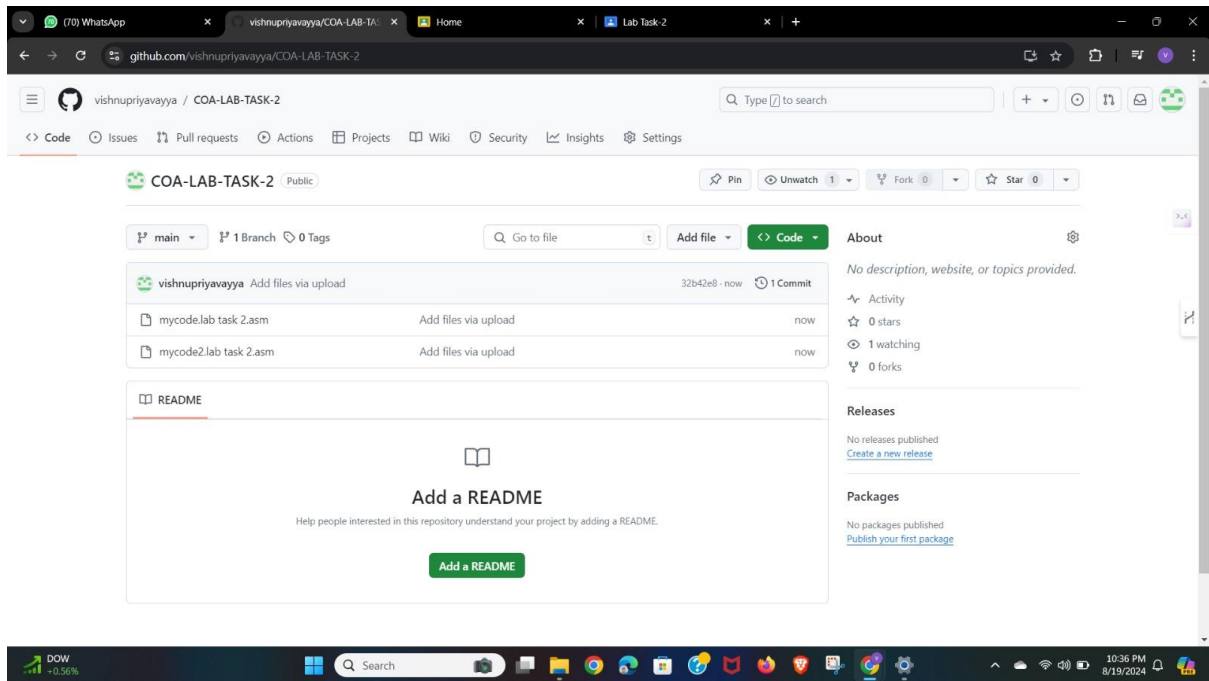 (70) WhatsApp
vishnupriyavayya/COA-LAB-TAS
Home
Lab Task-2
github.com/vishnupriyavayya/COA-LAB-TASK-2
vishnupriyavayya / COA-LAB-TASK-2
Type / to search
Code Issues Pull requests Actions Projects Wiki Security Insights Settings
COA-LAB-TASK-2 Public
Pin Unwatch 1 Fork 0 Star 0
main 1 Branch 0 Tags Go to file t Add file Code
About
No description, website, or topics provided.
vishnupriyavayya Add files via upload 32b42e8 · now 1 Commit
mycode.lab task 2.asm Add files via upload now
mycode2.lab task 2.asm Add files via upload now
Activity
0 stars
1 watching
0 forks
README
Add a README
Help people interested in this repository understand your project by adding a README.
Add a README
Releases
No releases published
Create a new release
Packages
No packages published
Publish your first package
DOW
+0.56%
Search
10:36 PM
8/19/2024